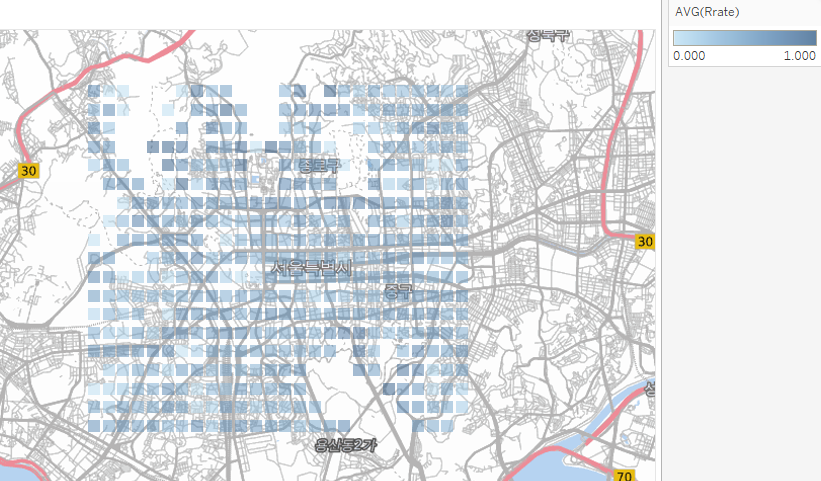 AVG(Rrate)
0.000 1.000
성북구
30
종로구
30
서울특별시
중구
용산동2가
70